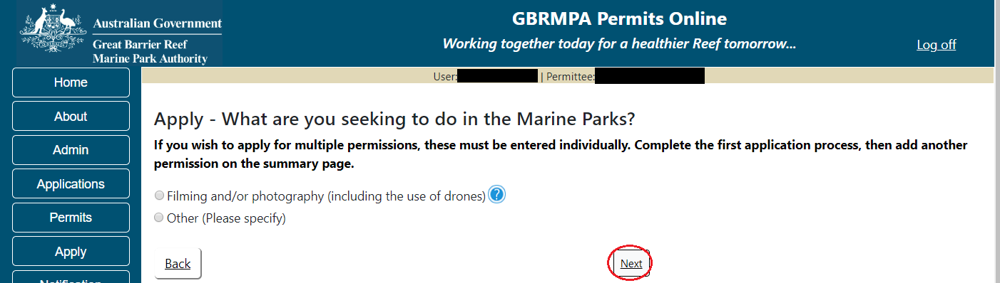 Australian Government
Great Barrier Reef
Marine Park Authority
GBRMPA Permits Online
Working together today for a healthier Reef tomorrow...
Log off
User: | Permittee:
Home
About
Admin
Applications
Permits
Apply
Notification
Apply - What are you seeking to do in the Marine Parks?
If you wish to apply for multiple permissions, these must be entered individually. Complete the first application process, then add another
permission on the summary page.
Filming and/or photography (including the use of drones) ?
Other (Please specify)
Back
Next